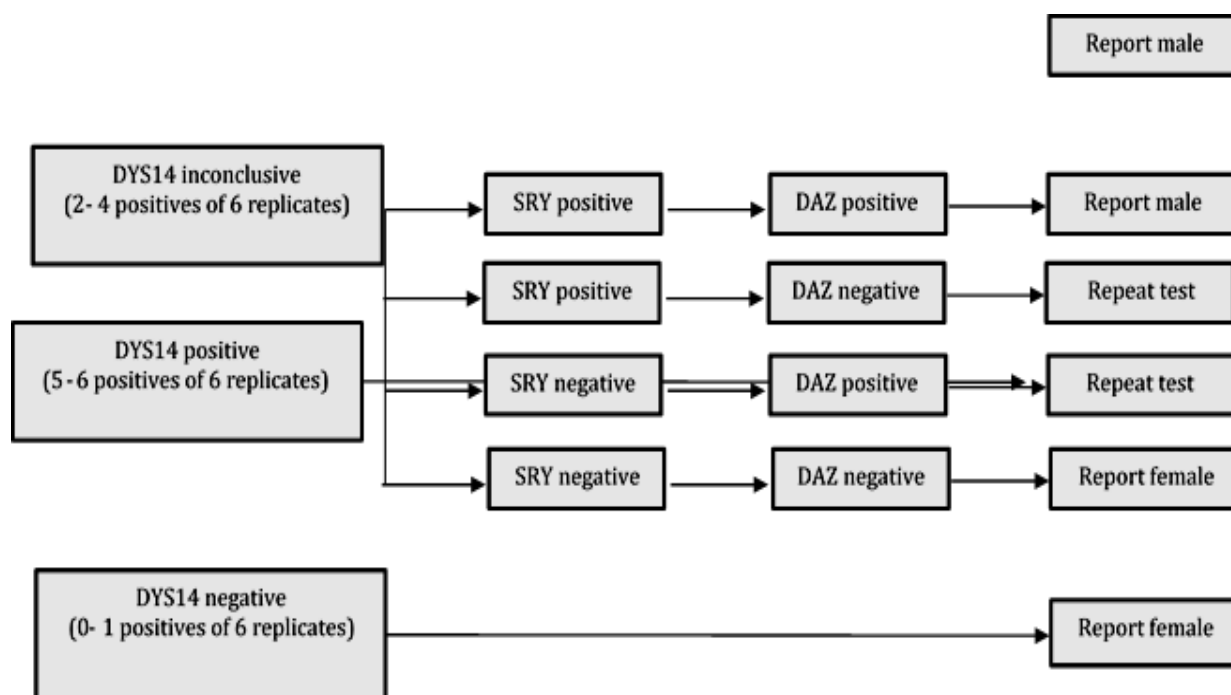 Report male
DYS14 inconclusive
(2- 4 positives of 6 replicates)
SRY positive
DAZ positive
Report male
SRY positive
DAZ negative
Repeat test
DYS14 positive
(5 - 6 positives of 6 replicates)
SRY negative
DAZ positive
Repeat test
SRY negative
DAZ negative
Report female
DYS14 negative
(0- 1 positives of 6 replicates)
Report female